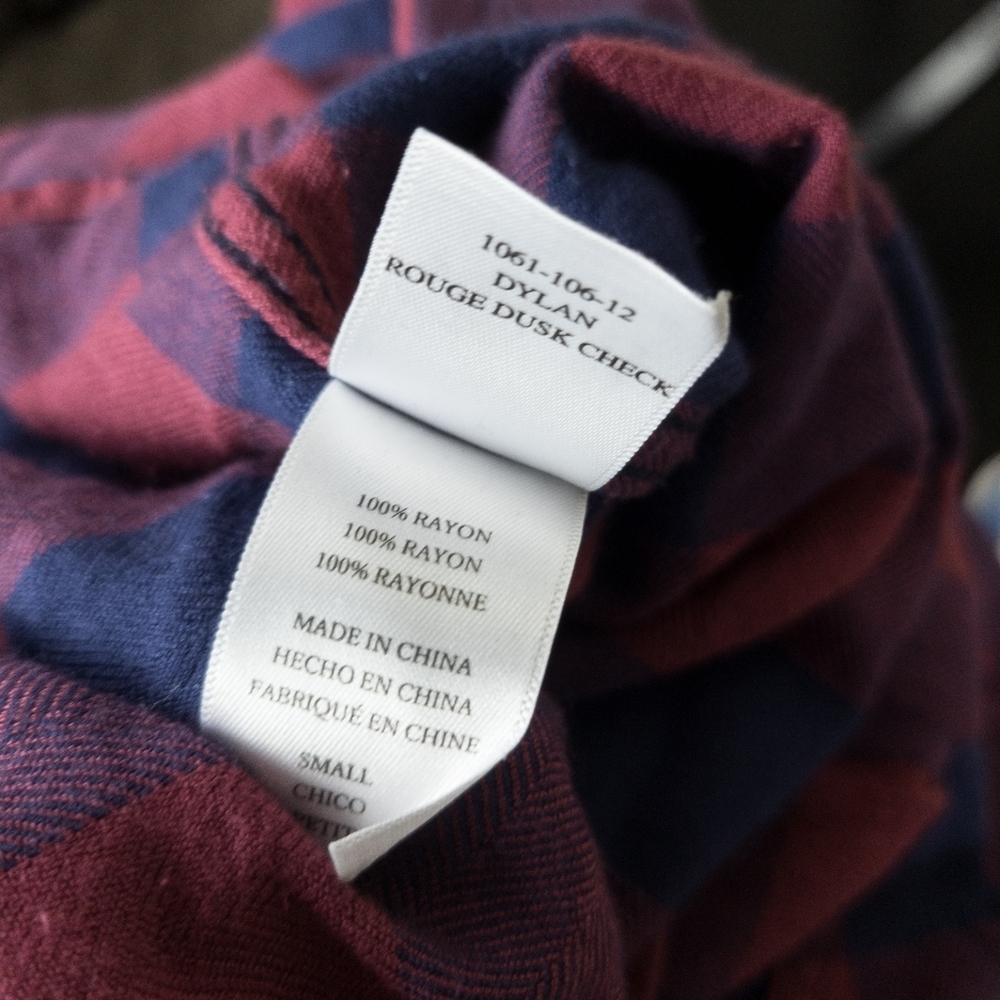 1061-106-12
DYLAN
ROUGE DUSK CHECK
100% RAYON
100% RAYON
100% RAYONNE
MADE IN CHINA
HECHO EN CHINA
FABRIQUÉ EN CHINE
SMALL
CHICO